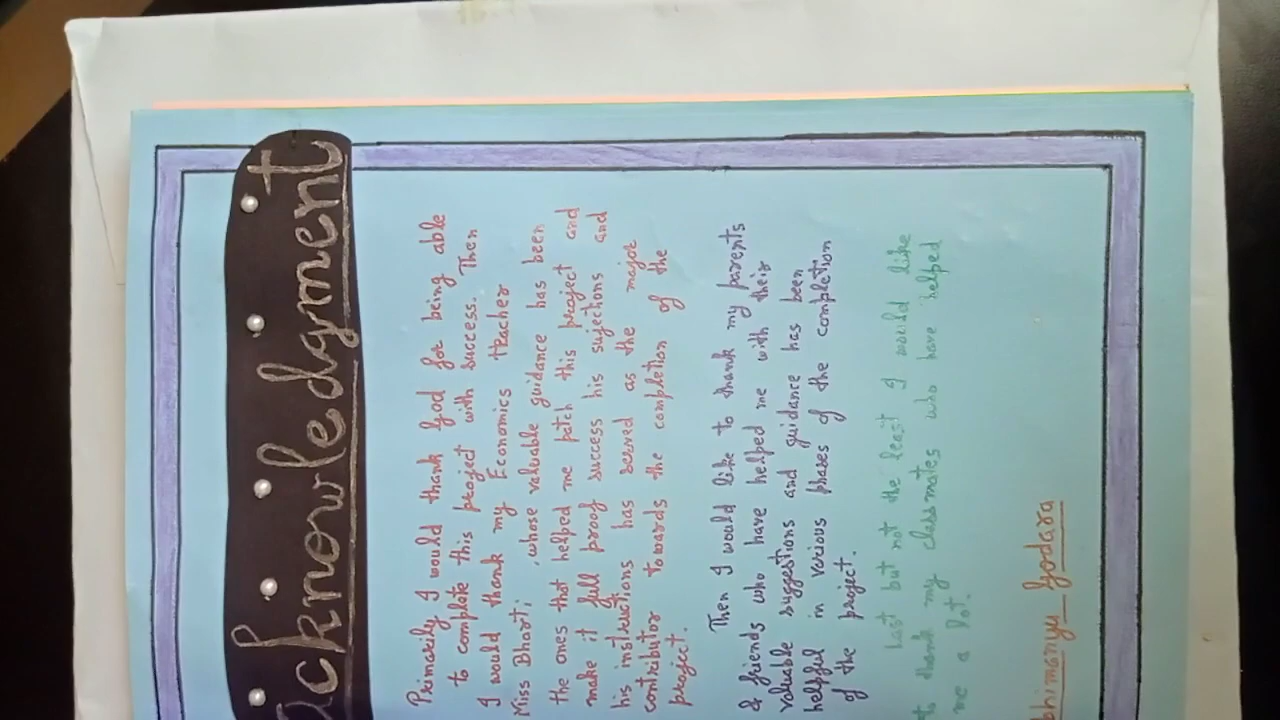 Acknowledgment
Primarily I would thank God for being able
to complete this project with success. Then
I would thank my Economics teacher
Miss Bharti, whose valuable guidance has been
the ones that helped me patch this project and
make it full proof success his sujections and
his instructions has served as the major
contributor towards the completion of the
project.
Then I would like to thank my parents
& friends who have helped me with their
valuable suggestions and guidance has been
helpful in various phases of the completion
of the project.
Last but not the least I would like
to thank my classmates who have helped
me a lot.
bhimanyu Godara